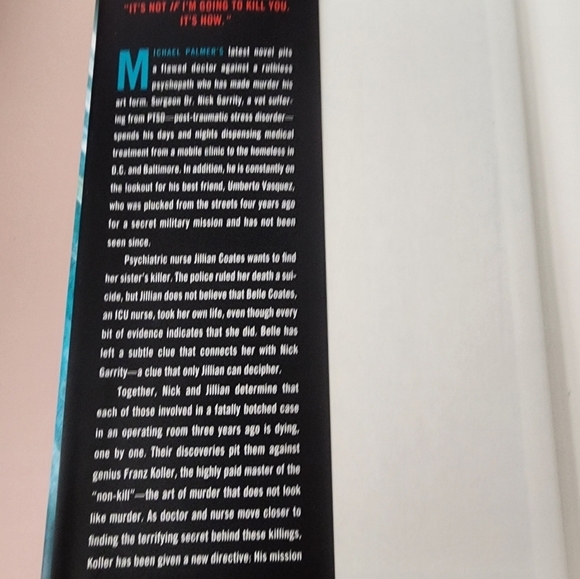 "IT'S NOT IF I'M GOING TO KILL YOU,
IT'S HOW."
MICHAEL PALMER'S latest novel pits
a flawed doctor against a ruthless
psychopath who has made murder his
art form. Surgeon Dr. Nick Garrity, a vet suffer-
ing from PTSD—post-traumatic stress disorder—
spends his days and nights dispensing medical
treatment from a mobile clinic to the homeless in
D.C. and Baltimore. In addition, he is constantly on
the lookout for his best friend, Umberto Vasquez,
who was plucked from the streets four years ago
for a secret military mission and has not been
seen since.
Psychiatric nurse Jillian Coates wants to find
her sister's killer. The police ruled her death a sui-
cide, but Jillian does not believe that Belle Coates,
an ICU nurse, took her own life, even though every
bit of evidence indicates that she did. Belle has
left a subtle clue that connects her with Nick
Garrity—a clue that only Jillian can decipher.
Together, Nick and Jillian determine that
each of those involved in a fatally botched case
in an operating room three years ago is dying,
one by one. Their discoveries pit them against
genius Franz Koller, the highly paid master of the
"non-kill"—the art of murder that does not look
like murder. As doctor and nurse move closer to
finding the terrifying secret behind these killings,
Koller has been given a new directive: His mission